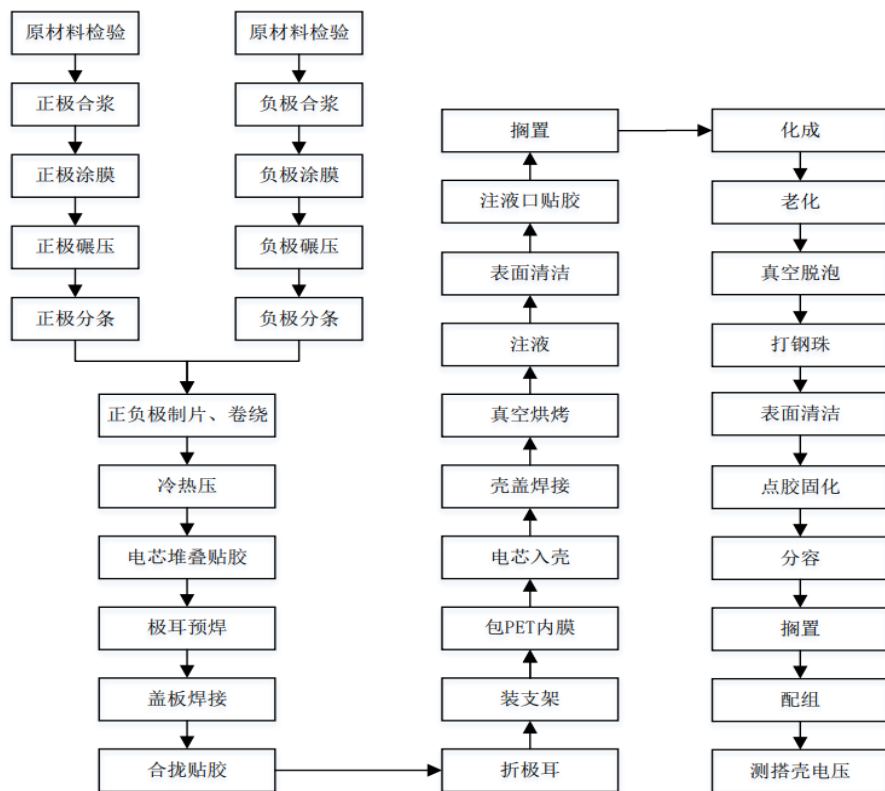 原材料检验
正极合浆
正极涂膜
正极碾压
正极分条
原材料检验
负极合浆
负极涂膜
负极碾压
负极分条
正负极制片、卷绕
冷热压
电芯堆叠贴胶
极耳预焊
盖板焊接
合拢贴胶
折极耳
装支架
包PET内膜
电芯入壳
壳盖焊接
真空烘烤
注液
表面清洁
注液口贴胶
搁置
化成
老化
真空脱泡
打钢珠
表面清洁
点胶固化
分容
搁置
配组
测搭壳电压